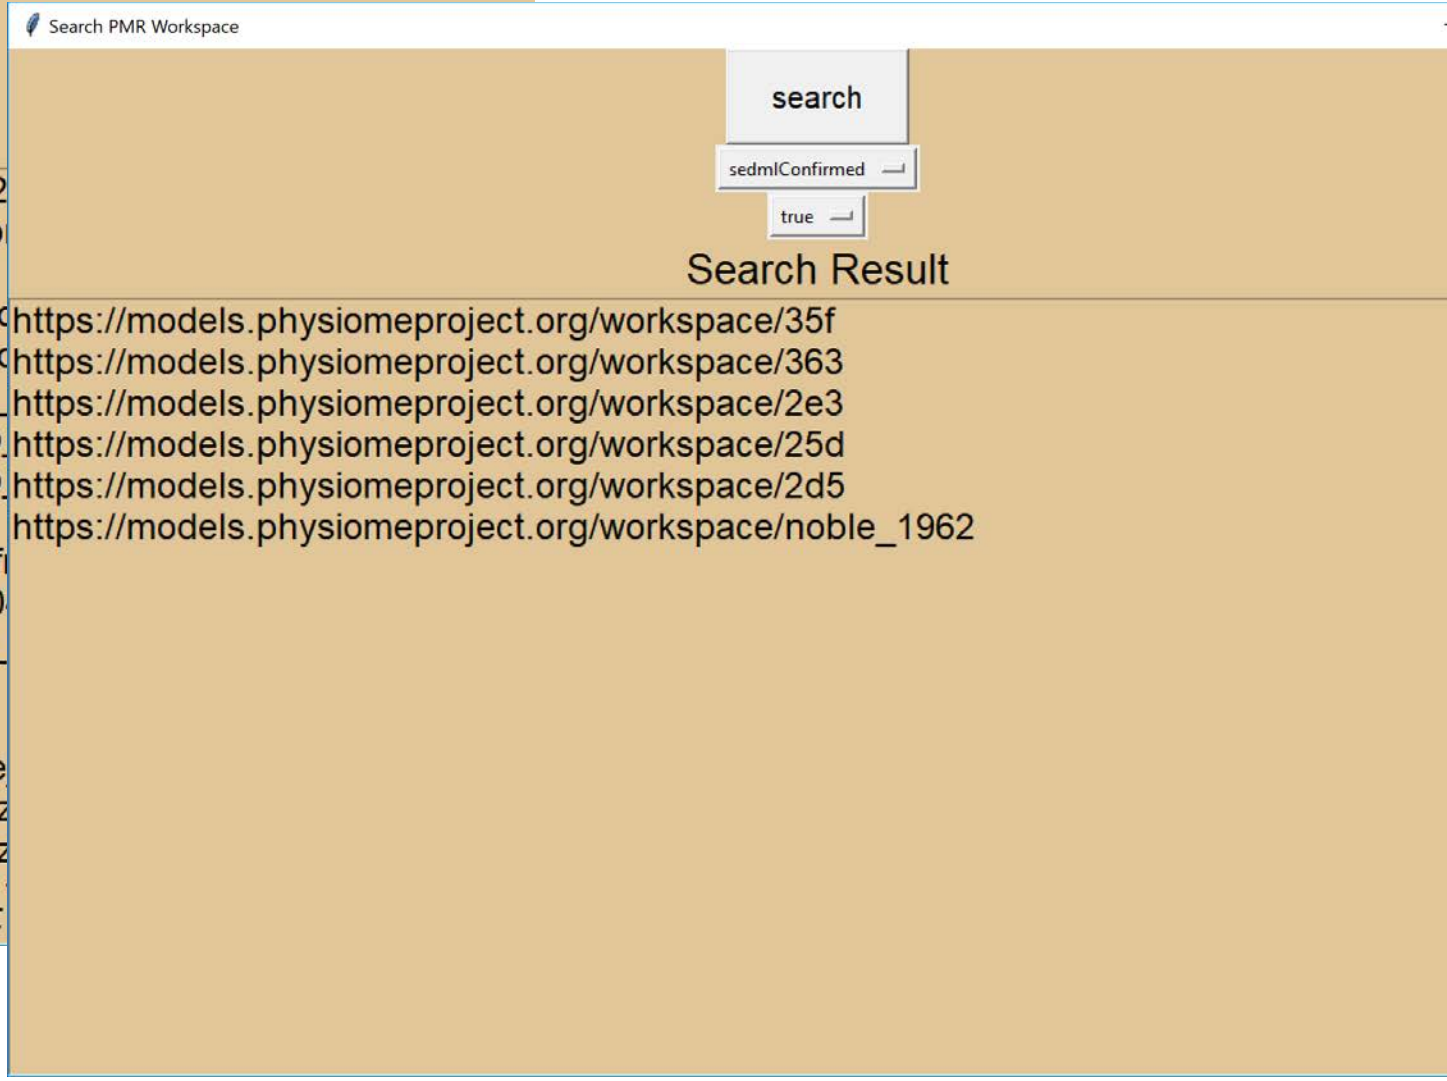 Search PMR Workspace
search
sedmlConfirmed
true
Search Result
https://models.physiomeproject.org/workspace/35f
https://models.physiomeproject.org/workspace/363
https://models.physiomeproject.org/workspace/2e3
https://models.physiomeproject.org/workspace/25d
https://models.physiomeproject.org/workspace/2d5
https://models.physiomeproject.org/workspace/noble_1962